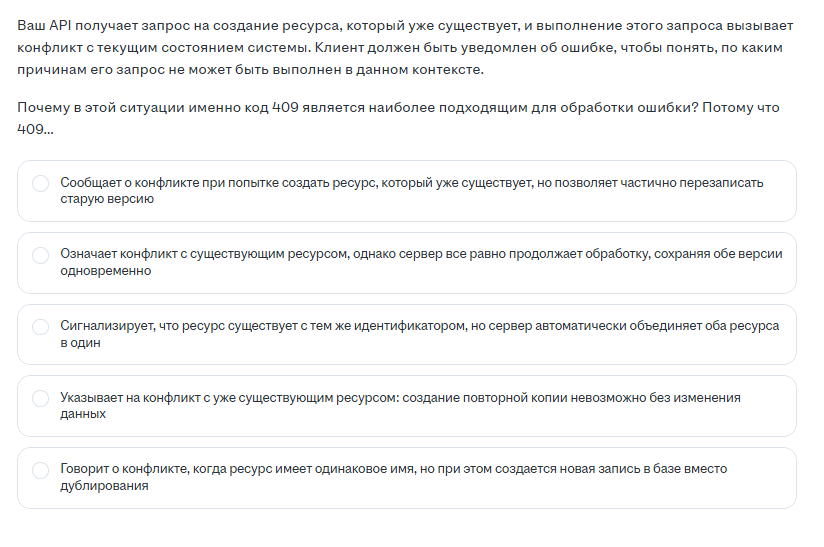 Ваш API получает запрос на создание ресурса, который уже существует, и выполнение этого запроса вызывает
конфликт с текущим состоянием системы. Клиент должен быть уведомлен об ошибке, чтобы понять, по каким
причинам его запрос не может быть выполнен в данном контексте.
Почему в этой ситуации именно код 409 является наиболее подходящим для обработки ошибки? Потому что
409...
Сообщает о конфликте при попытке создать ресурс, который уже существует, но позволяет частично перезаписать
старую версию
Означает конфликт с существующим ресурсом, однако сервер все равно продолжает обработку, сохраняя обе версии
одновременно
Сигнализирует, что ресурс существует с тем же идентификатором, но сервер автоматически объединяет оба ресурса
в один
Указывает на конфликт с уже существующим ресурсом: создание повторной копии невозможно без изменения
данных
Говорит о конфликте, когда ресурс имеет одинаковое имя, но при этом создается новая запись в базе вместо
дублирования